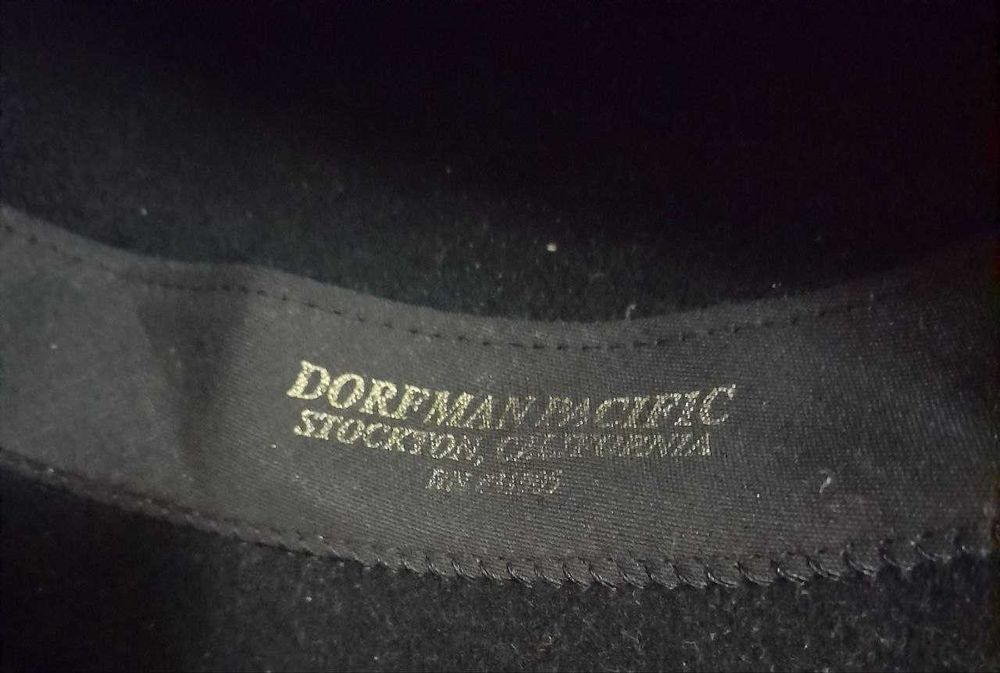 DORFMAN PACIFIC
STOCKTON, CALIFORNIA
RN